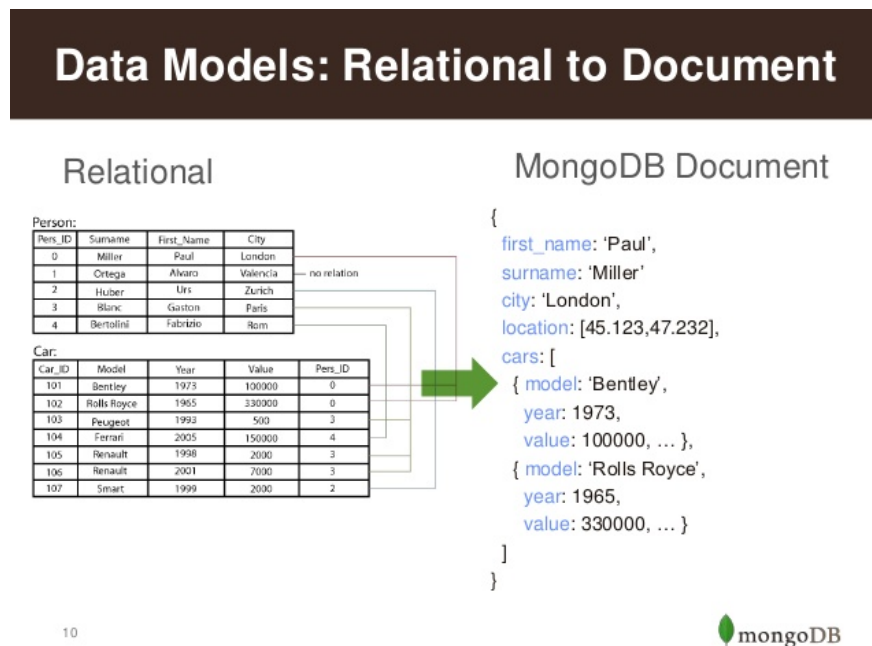 Data Models: Relational to Document
Relational
Person:
Pers_ID Surname First_Name City
0 Miller Paul London
1 Ortega Alvaro Valencia no relation
2 Huber Urs Zurich
3 Blanc Gaston Paris
4 Bertolini Fabrizio Rom
Car:
Car_ID Model Year Value Pers_ID
101 Bentley 1973 100000 0
102 Rolls Royce 1965 330000 0
103 Peugeot 1993 500 3
104 Ferrari 2005 150000 4
105 Renault 1998 2000 3
106 Renault 2001 7000 3
107 Smart 1999 2000 2
MongoDB Document
{
first_name: ‘Paul’,
surname: ‘Miller’
city: ‘London’,
location: [45.123,47.232],
cars: [
{ model: ‘Bentley’,
year: 1973,
value: 100000, … },
{ model: ‘Rolls Royce’,
year: 1965,
value: 330000, … }
]
}
10
mongoDB